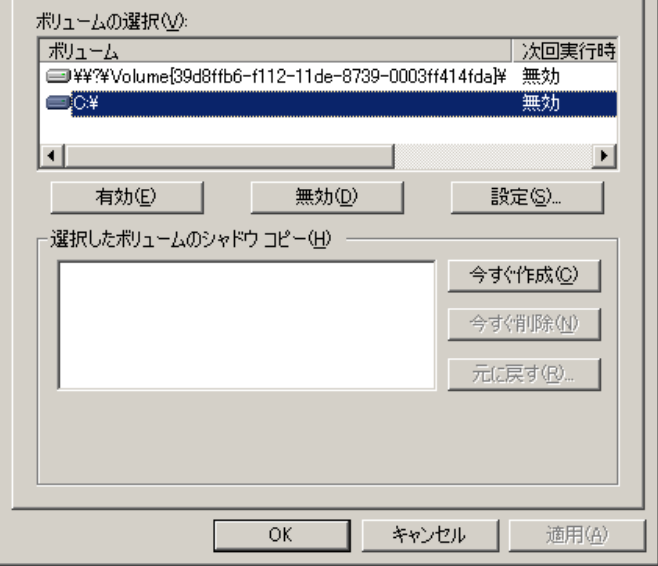 ボリュームの選択(V):
ボリューム 次回実行時
¥¥?¥Volume{39d8ffb6-f112-11de-8739-0003ff414fda}¥ 無効
C:¥ 無効
有効(E) 無効(D) 設定(S)...
選択したボリュームのシャドウ コピー(H)
今すぐ作成(C)
今すぐ削除(N)
元に戻す(R)...
OK キャンセル 適用(A)